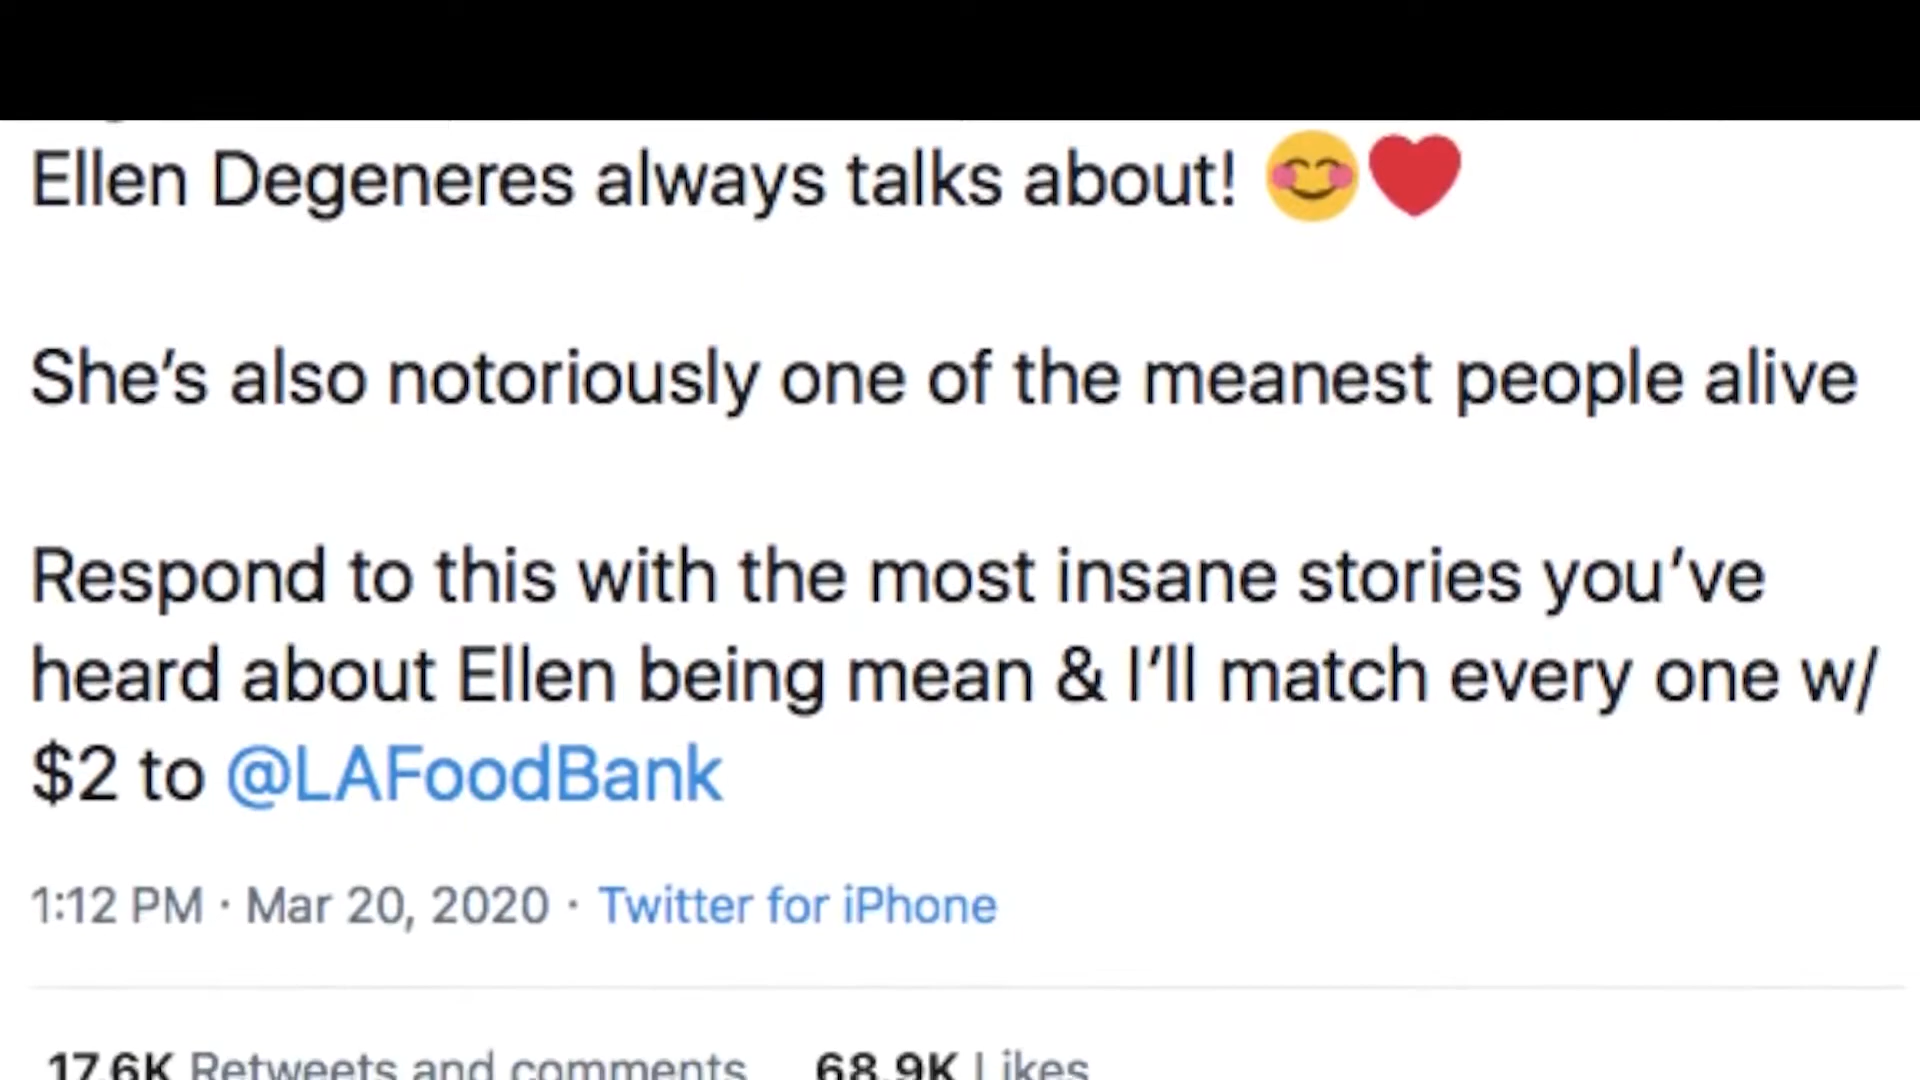 Ellen Degeneres always talks about! 😊❤️
She's also notoriously one of the meanest people alive
Respond to this with the most insane stories you've
heard about Ellen being mean & I'll match every one w/
$2 to @LAFoodBank
1:12 PM · Mar 20, 2020 · Twitter for iPhone
17.6K Retweets and comments 68.9K Likes